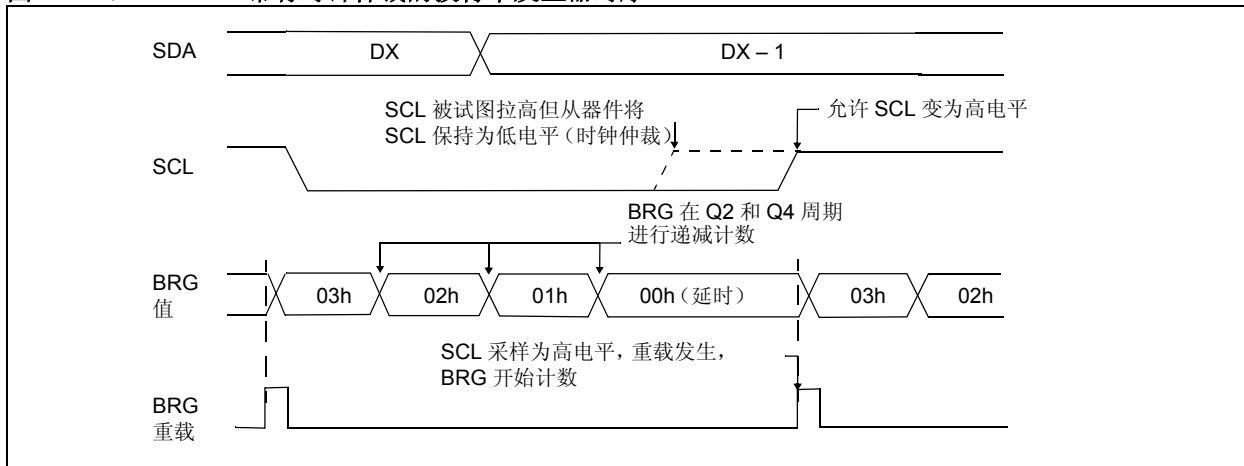 SDA
DX
DX – 1
SCL 被试图拉高但从器件将
SCL 保持为低电平(时钟仲裁)
允许 SCL 变为高电平
SCL
BRG 在 Q2 和 Q4 周期
进行递减计数
BRG
值
03h
02h
01h
00h(延时)
03h
02h
SCL 采样为高电平,重载发生,
BRG 开始计数
BRG
重载